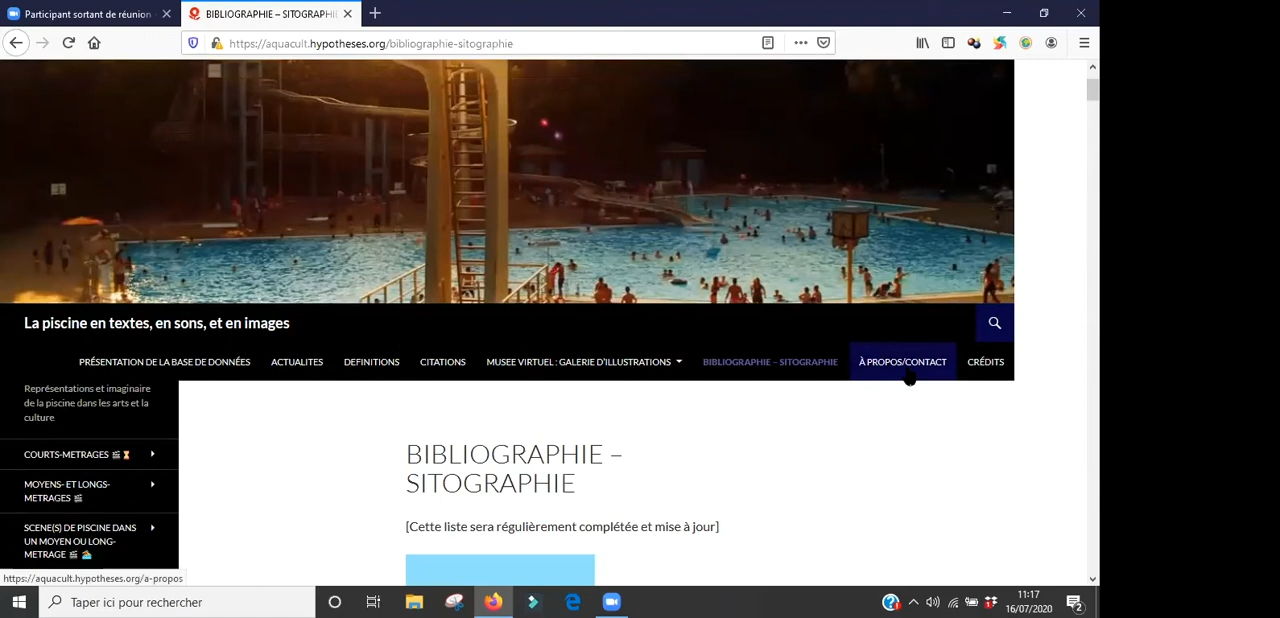 Participant sortant de réunion -
BIBLIOGRAPHIE – SITOGRAPHIE
https://aquacult.hypotheses.org/bibliographie-sitographie
La piscine en textes, en sons, et en images
PRÉSENTATION DE LA BASE DE DONNÉES
ACTUALITES
DEFINITIONS
CITATIONS
MUSEE VIRTUEL : GALERIE D'ILLUSTRATIONS
BIBLIOGRAPHIE – SITOGRAPHIE
À PROPOS/CONTACT
CRÉDITS
Représentations et imaginaire
de la piscine dans les arts et la
culture
COURTS-METRAGES
MOYENS- ET LONGS-
METRAGES
SCENE(S) DE PISCINE DANS
UN MOYEN OU LONG-
METRAGE
BIBLIOGRAPHIE –
SITOGRAPHIE
[Cette liste sera régulièrement complétée et mise à jour]
https://aquacult.hypotheses.org/a-propos
Taper ici pour rechercher
11:17
16/07/2020
2